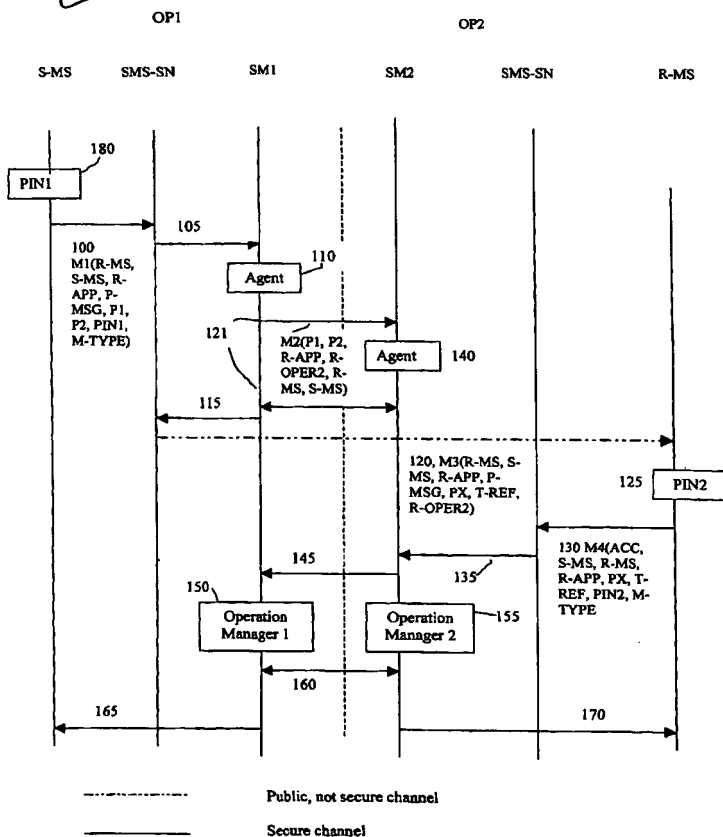 OP1
OP2
S-MS
SMS-SN
SM1
SM2
SMS-SN
R-MS
180
PIN1
105
100
M1(R-MS,
S-MS, R-
APP, P-
MSG, P1,
P2, PIN1,
M-TYPE)
110
Agent
121
M2(P1, P2,
R-APP, R-
OPER2, R-
MS, S-MS)
Agent
140
115
120, M3(R-MS, S-
MS, R-APP, P-
MSG, PX, T-REF,
R-OPER2)
125
PIN2
130 M4(ACC,
S-MS, R-MS,
R-APP, PX, T-
REF, PIN2, M-
TYPE
135
145
150
Operation
Manager 1
Operation
Manager 2
155
160
165
170
Public, not secure channel
Secure channel